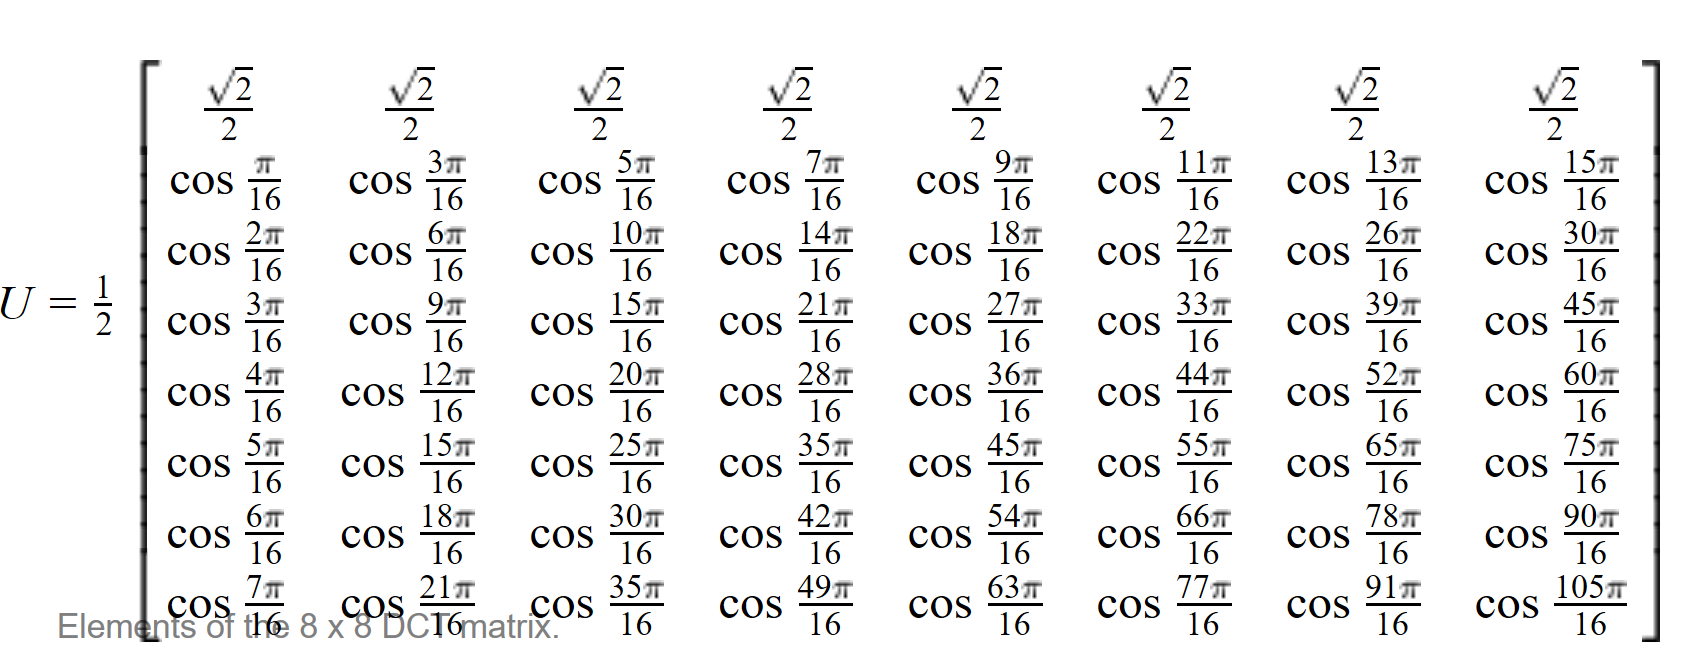 U = 1/2
√2/2 √2/2 √2/2 √2/2 √2/2 √2/2 √2/2 √2/2
cos π/16 cos 3π/16 cos 5π/16 cos 7π/16 cos 9π/16 cos 11π/16 cos 13π/16 cos 15π/16
cos 2π/16 cos 6π/16 cos 10π/16 cos 14π/16 cos 18π/16 cos 22π/16 cos 26π/16 cos 30π/16
cos 3π/16 cos 9π/16 cos 15π/16 cos 21π/16 cos 27π/16 cos 33π/16 cos 39π/16 cos 45π/16
cos 4π/16 cos 12π/16 cos 20π/16 cos 28π/16 cos 36π/16 cos 44π/16 cos 52π/16 cos 60π/16
cos 5π/16 cos 15π/16 cos 25π/16 cos 35π/16 cos 45π/16 cos 55π/16 cos 65π/16 cos 75π/16
cos 6π/16 cos 18π/16 cos 30π/16 cos 42π/16 cos 54π/16 cos 66π/16 cos 78π/16 cos 90π/16
cos 7π/16 cos 21π/16 cos 35π/16 cos 49π/16 cos 63π/16 cos 77π/16 cos 91π/16 cos 105π/16
Elements of the 8 x 8 DCT matrix.